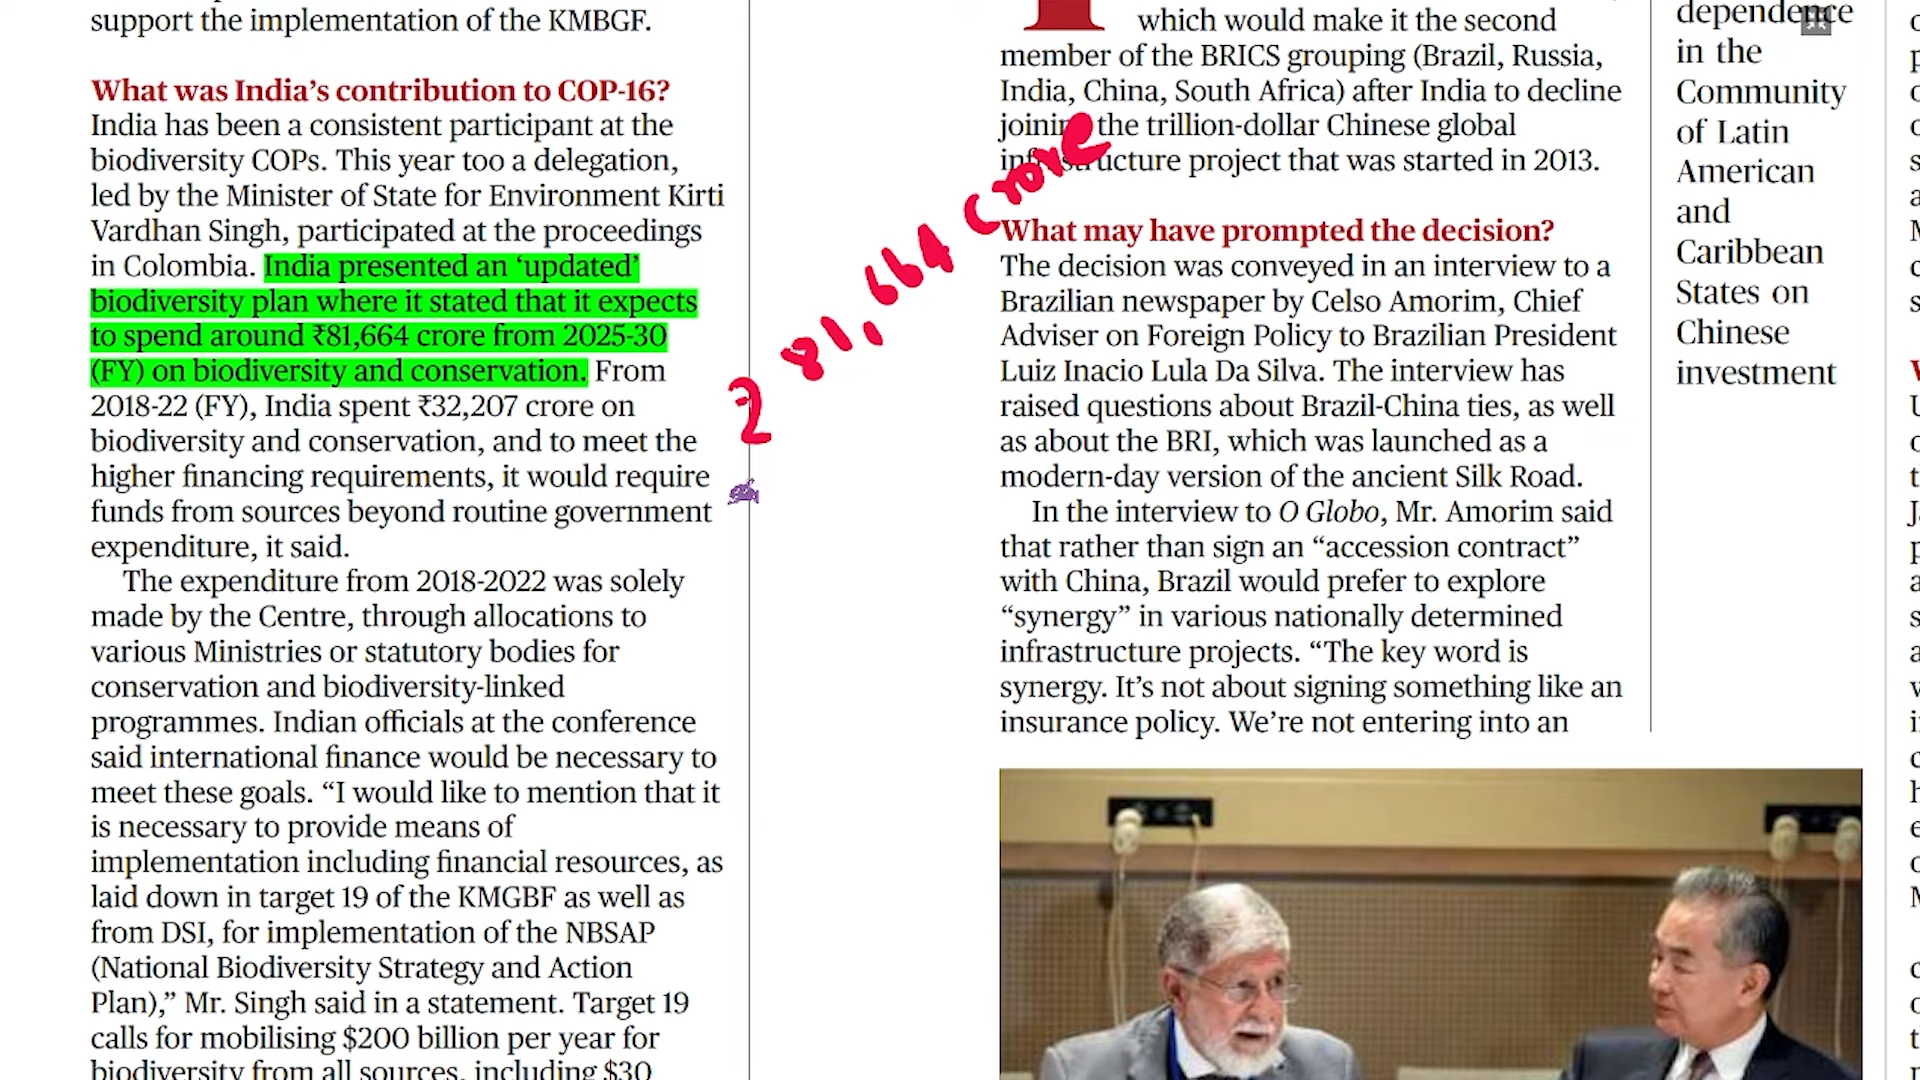 support the implementation of the KMBGF.
What was India’s contribution to COP-16?
India has been a consistent participant at the
biodiversity COPs. This year too a delegation,
led by the Minister of State for Environment Kirti
Vardhan Singh, participated at the proceedings
in Colombia. India presented an ‘updated’
biodiversity plan where it stated that it expects
to spend around ₹81,664 crore from 2025-30
(FY) on biodiversity and conservation. From
2018-22 (FY), India spent ₹32,207 crore on
biodiversity and conservation, and to meet the
higher financing requirements, it would require
funds from sources beyond routine government
expenditure, it said.
The expenditure from 2018-2022 was solely
made by the Centre, through allocations to
various Ministries or statutory bodies for
conservation and biodiversity-linked
programmes. Indian officials at the conference
said international finance would be necessary to
meet these goals. “I would like to mention that it
is necessary to provide means of
implementation including financial resources, as
laid down in target 19 of the KMGBF as well as
from DSI, for implementation of the NBSAP
(National Biodiversity Strategy and Action
Plan),” Mr. Singh said in a statement. Target 19
calls for mobilising $200 billion per year for
biodiversity from all sources, including $30
₹ 81,664 crore
which would make it the second
member of the BRICS grouping (Brazil, Russia,
India, China, South Africa) after India to decline
joining the trillion-dollar Chinese global
infrastructure project that was started in 2013.
What may have prompted the decision?
The decision was conveyed in an interview to a
Brazilian newspaper by Celso Amorim, Chief
Adviser on Foreign Policy to Brazilian President
Luiz Inacio Lula Da Silva. The interview has
raised questions about Brazil-China ties, as well
as about the BRI, which was launched as a
modern-day version of the ancient Silk Road.
In the interview to O Globo, Mr. Amorim said
that rather than sign an “accession contract”
with China, Brazil would prefer to explore
“synergy” in various nationally determined
infrastructure projects. “The key word is
synergy. It’s not about signing something like an
insurance policy. We’re not entering into an
dependence
in the
Community
of Latin
American
and
Caribbean
States on
Chinese
investment